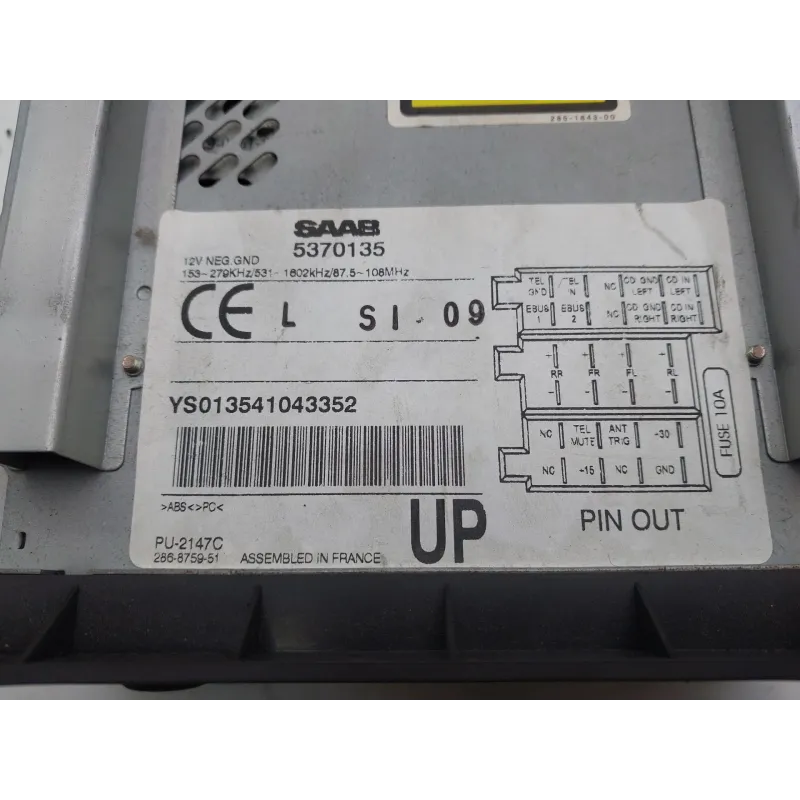 286-1649-00
SAAB
5370135
12V NEG.GND
153~279KHz/531~1602kHz/87.5~108MHz
CE L SI-09
YS013541043352
>ABS< >PC<
PU-2147C
286-8759-51 ASSEMBLED IN FRANCE
UP
TEL GND TEL IN NC CD GND LEFT CD IN LEFT
EBUS 1 EBUS 2 NC CD GND RIGHT CD IN RIGHT
- + + -
RR FR FL RL
- - - -
NC TEL MUTE ANT TRIG -30
NC -15 NC GND
FUSE 10A
PIN OUT